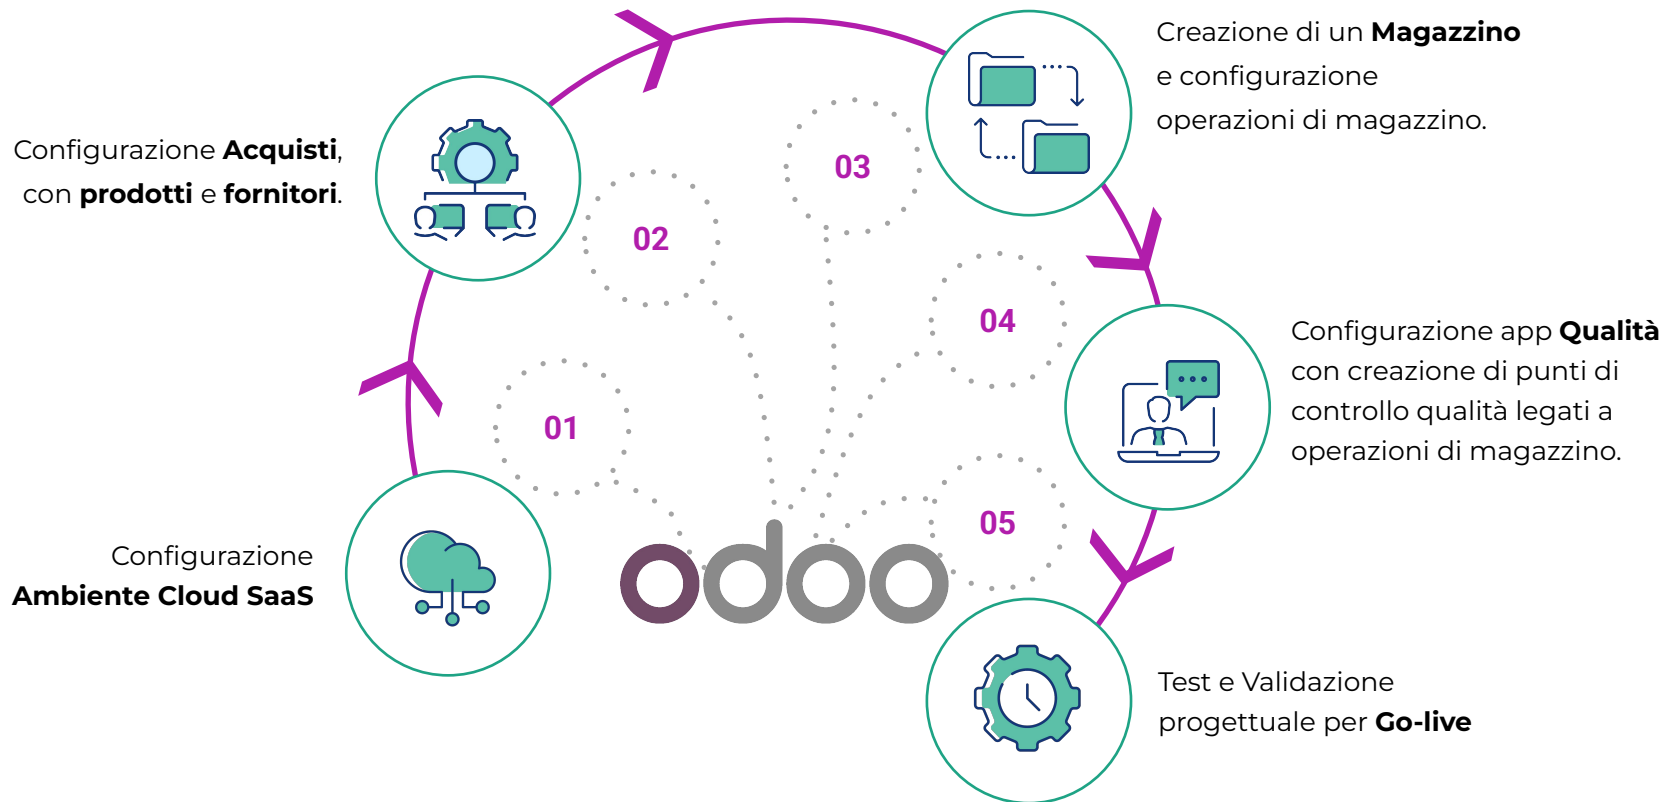 01
Configurazione
Ambiente Cloud SaaS
02
Configurazione Acquisti,
con prodotti e fornitori.
03
Creazione di un Magazzino
e configurazione
operazioni di magazzino.
04
Configurazione app Qualità
con creazione di punti di
controllo qualità legati a
operazioni di magazzino.
05
Test e Validazione
progettuale per Go-live
odoo